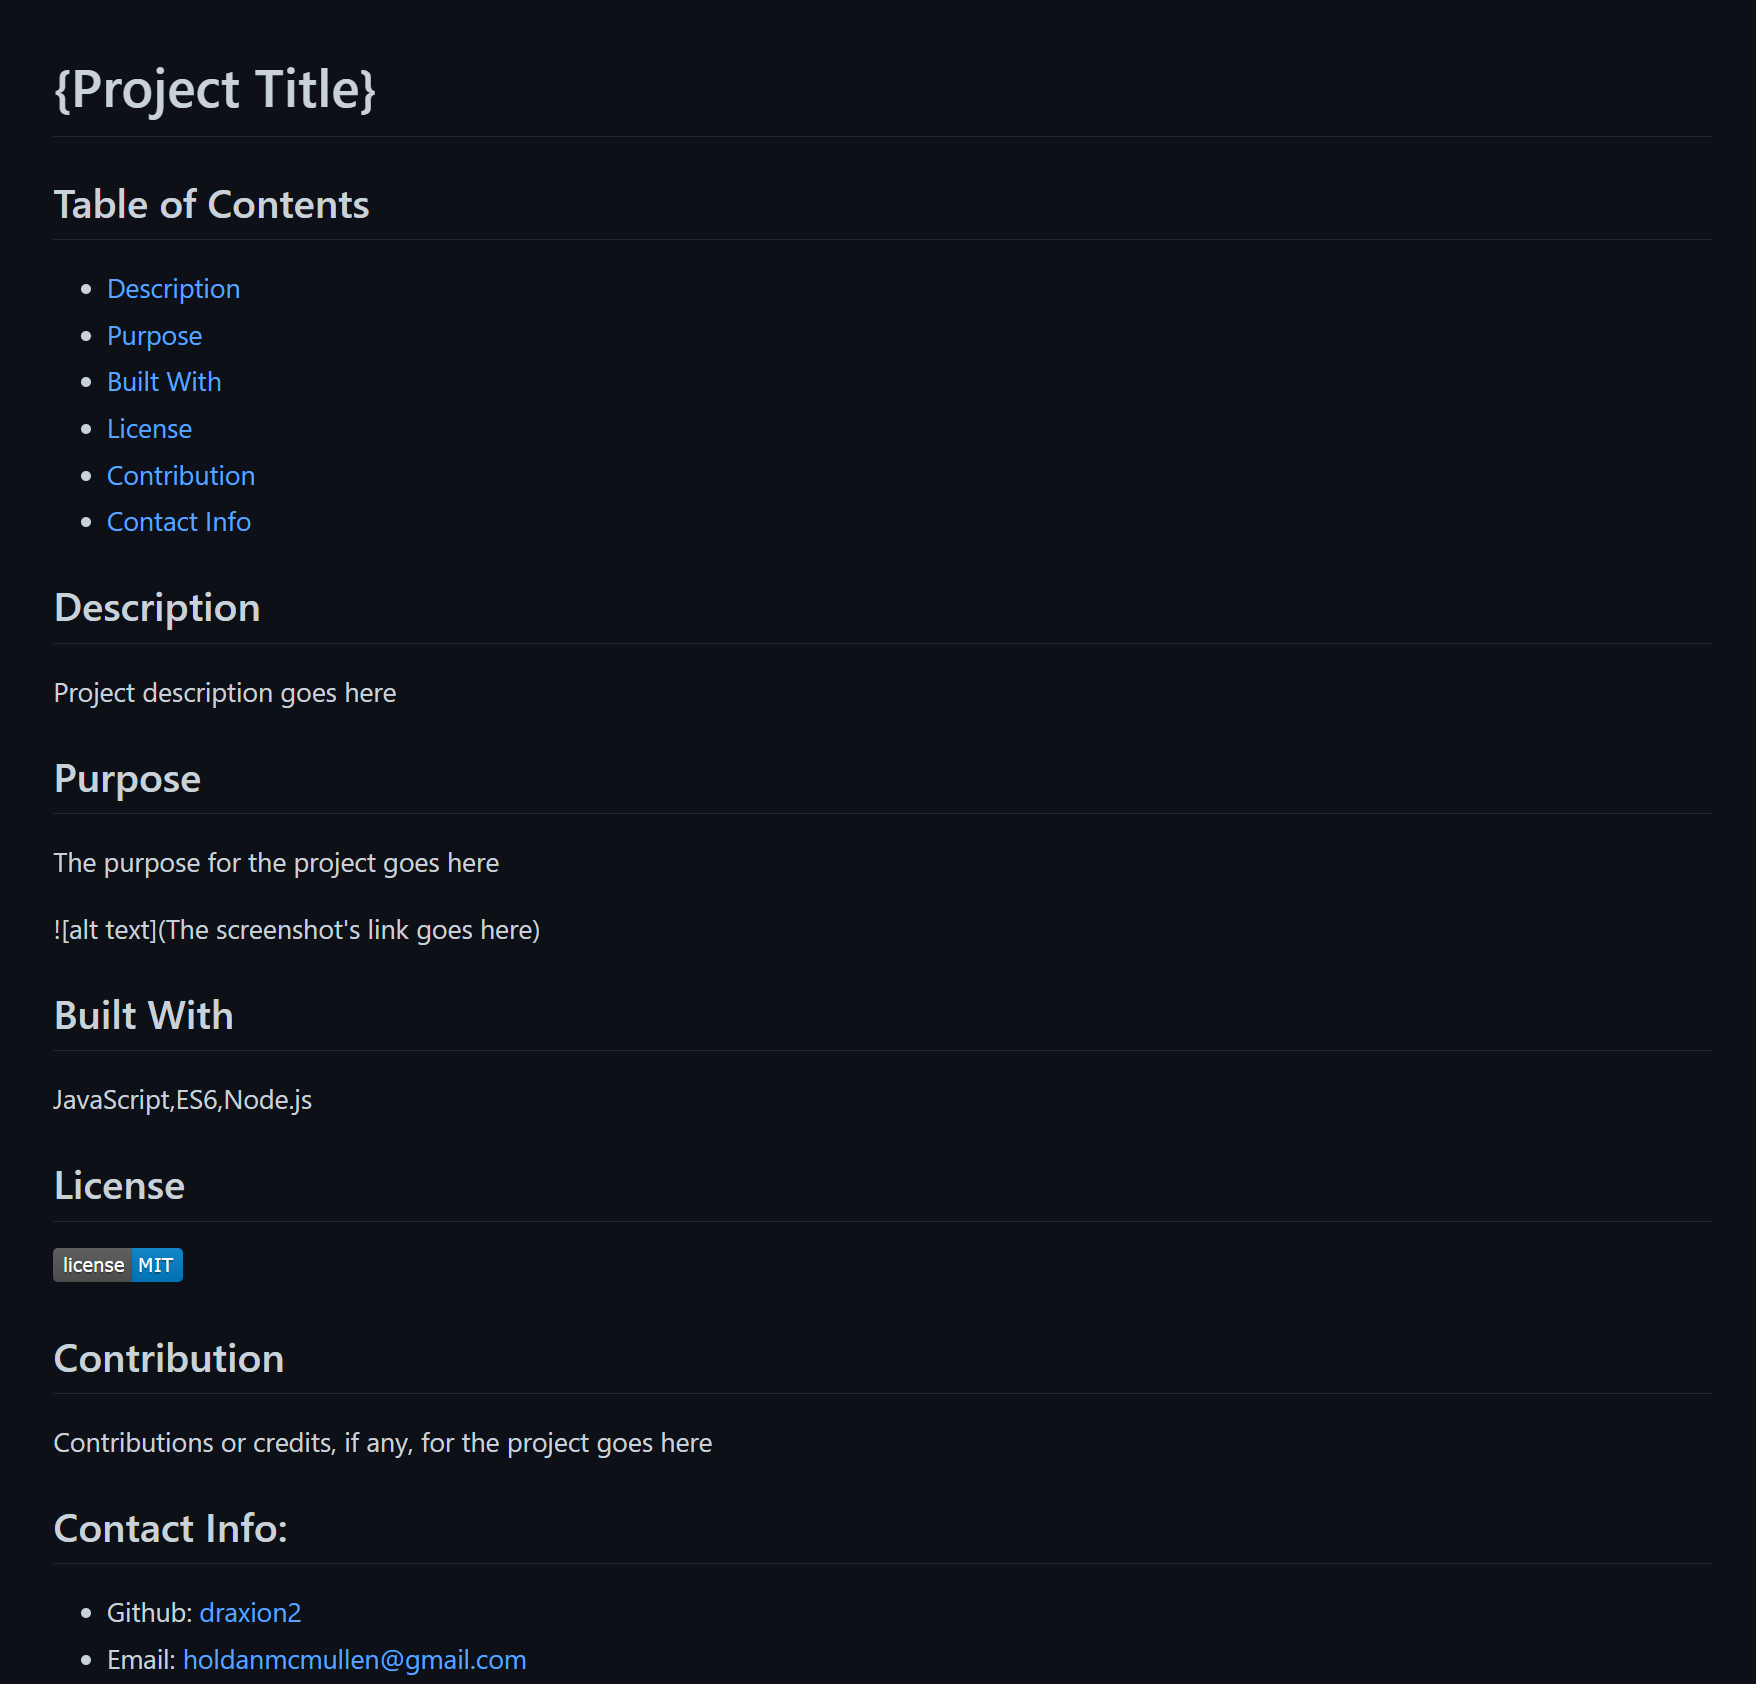 {Project Title}
Table of Contents
Description
Purpose
Built With
License
Contribution
Contact Info
Description
Project description goes here
Purpose
The purpose for the project goes here
![alt text](The screenshot's link goes here)
Built With
JavaScript,ES6,Node.js
License
license MIT
Contribution
Contributions or credits, if any, for the project goes here
Contact Info:
Github: draxion2
Email: holdanmcmullen@gmail.com